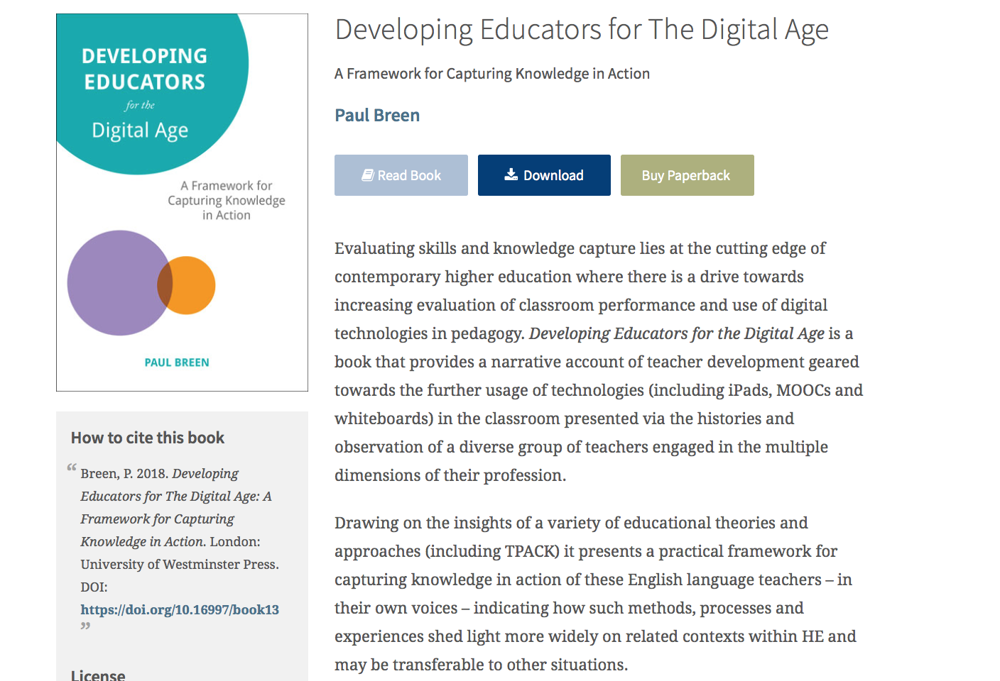 DEVELOPING
EDUCATORS
for the
Digital Age
A Framework for
Capturing Knowledge
in Action
PAUL BREEN
How to cite this book
“
Breen, P. 2018. Developing
Educators for The Digital Age: A
Framework for Capturing
Knowledge in Action. London:
University of Westminster Press.
DOI:
https://doi.org/10.16997/book13
”
License
Developing Educators for The Digital Age
A Framework for Capturing Knowledge in Action
Paul Breen
Read Book
Download
Buy Paperback
Evaluating skills and knowledge capture lies at the cutting edge of
contemporary higher education where there is a drive towards
increasing evaluation of classroom performance and use of digital
technologies in pedagogy. Developing Educators for the Digital Age is a
book that provides a narrative account of teacher development geared
towards the further usage of technologies (including iPads, MOOCs and
whiteboards) in the classroom presented via the histories and
observation of a diverse group of teachers engaged in the multiple
dimensions of their profession.
Drawing on the insights of a variety of educational theories and
approaches (including TPACK) it presents a practical framework for
capturing knowledge in action of these English language teachers – in
their own voices – indicating how such methods, processes and
experiences shed light more widely on related contexts within HE and
may be transferable to other situations.